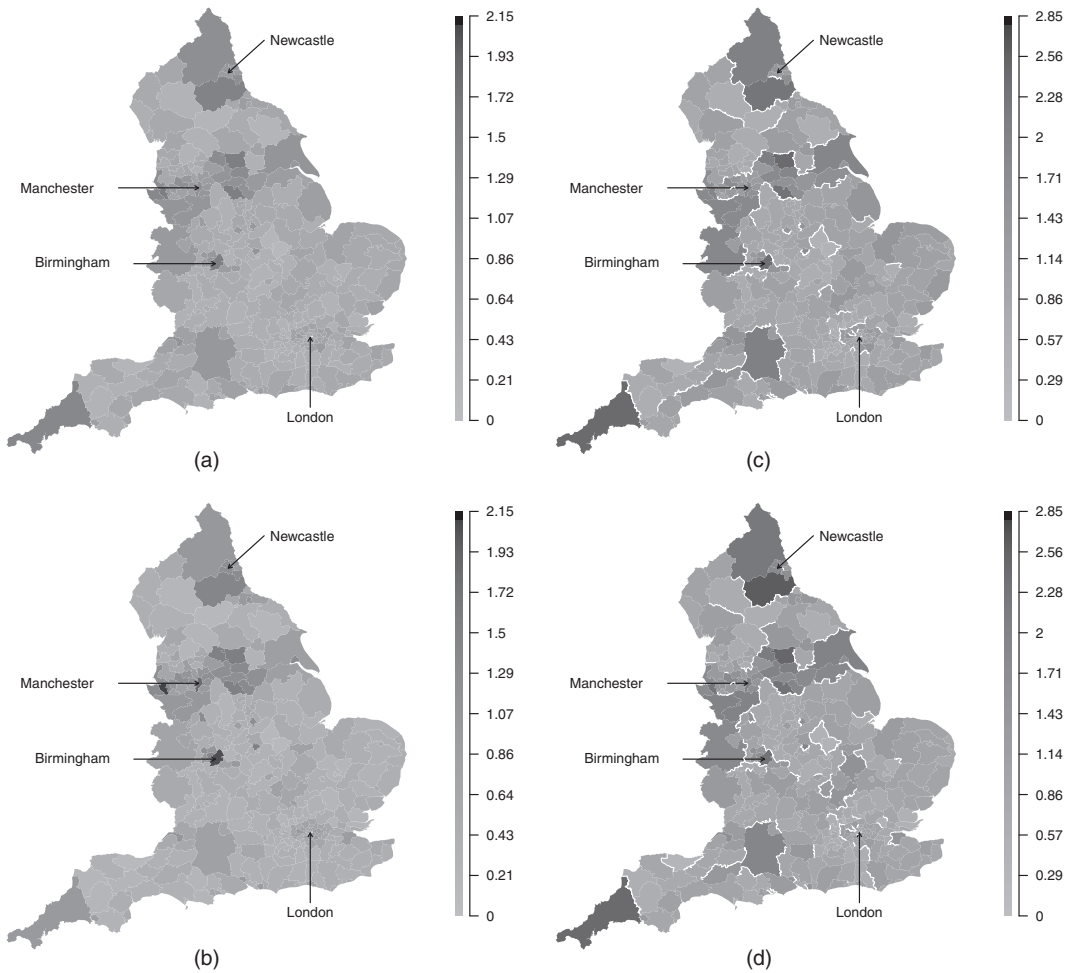 Newcastle
Manchester
Birmingham
London
2.15
1.93
1.72
1.5
1.29
1.07
0.86
0.64
0.43
0.21
0
(a)
Newcastle
Manchester
Birmingham
London
2.85
2.56
2.28
2
1.71
1.43
1.14
0.86
0.57
0.29
0
(c)
Newcastle
Manchester
Birmingham
London
2.15
1.93
1.72
1.5
1.29
1.07
0.86
0.64
0.43
0.21
0
(b)
Newcastle
Manchester
Birmingham
London
2.85
2.56
2.28
2
1.71
1.43
1.14
0.86
0.57
0.29
0
(d)